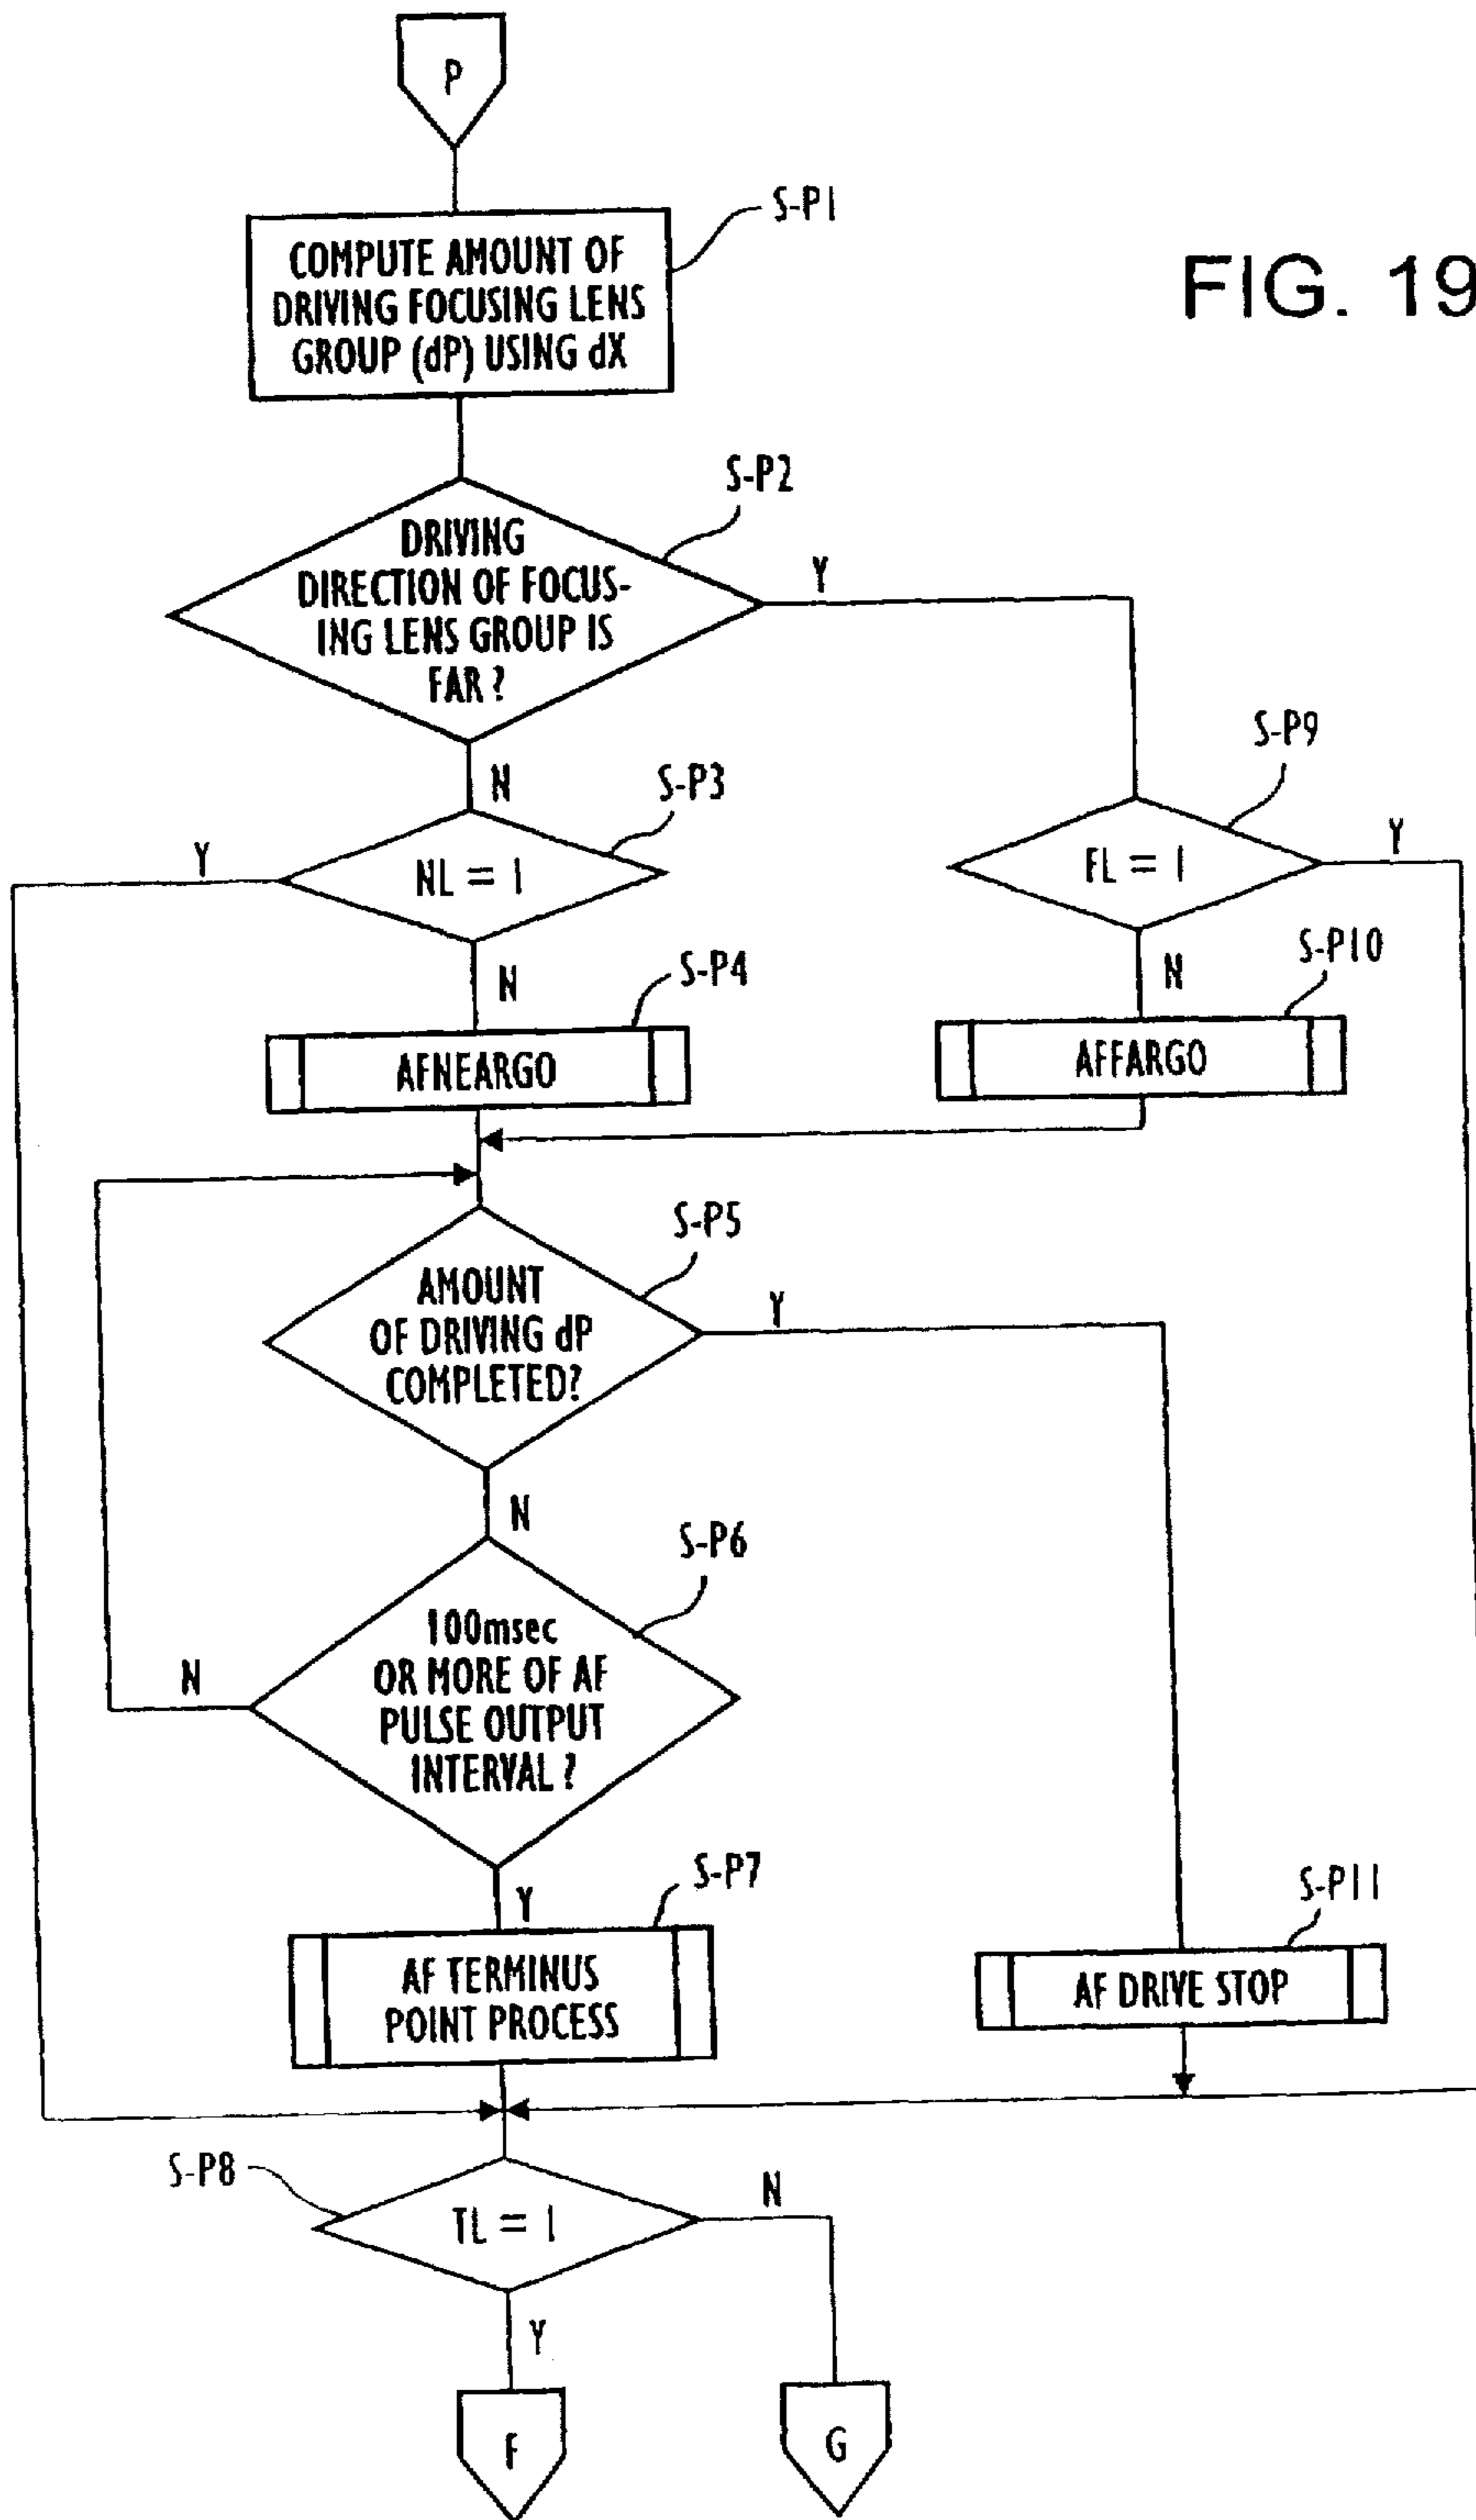 P
S-P1
COMPUTE AMOUNT OF
DRIVING FOCUSING LENS
GROUP (dP) USING dX
FIG. 19
S-P2
DRIVING
DIRECTION OF FOCUS-
ING LENS GROUP IS
FAR ?
Y
N
S-P3
Y
NL = 1
S-P9
FL = 1
Y
N
S-P4
AFNEARGO
N
S-P10
AFFARGO
S-P5
AMOUNT
OF DRIVING dP
COMPLETED?
Y
N
S-P6
100msec
OR MORE OF AF
PULSE OUTPUT
INTERVAL ?
N
Y
S-P7
AF TERMINUS
POINT PROCESS
S-P11
AF DRIVE STOP
S-P8
TL = 1
N
Y
F
G